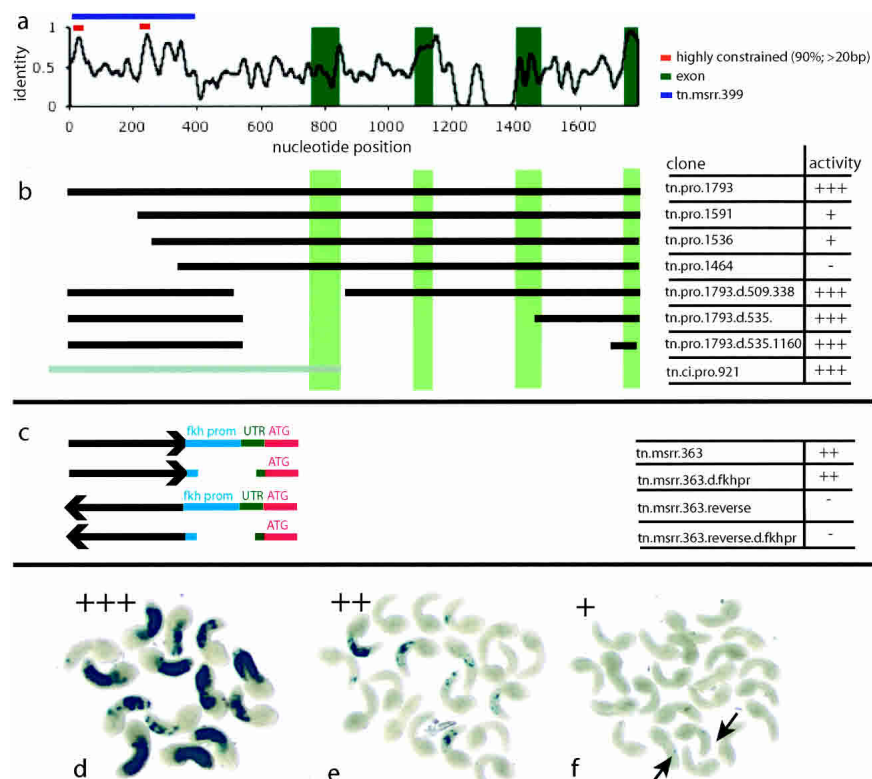 a
1
0.5
0
identity
0 200 400 600 800 1000 1200 1400 1600
nucleotide position
highly constrained (90%; >20bp)
exon
tn.msrr.399
b
clone activity
tn.pro.1793 +++
tn.pro.1591 +
tn.pro.1536 +
tn.pro.1464 -
tn.pro.1793.d.509.338 +++
tn.pro.1793.d.535. +++
tn.pro.1793.d.535.1160 +++
tn.ci.pro.921 +++
c
fkh prom UTR ATG
ATG
fkh prom UTR ATG
ATG
tn.msrr.363 ++
tn.msrr.363.d.fkhpr ++
tn.msrr.363.reverse -
tn.msrr.363.reverse.d.fkhpr -
+++ ++ +
d e f